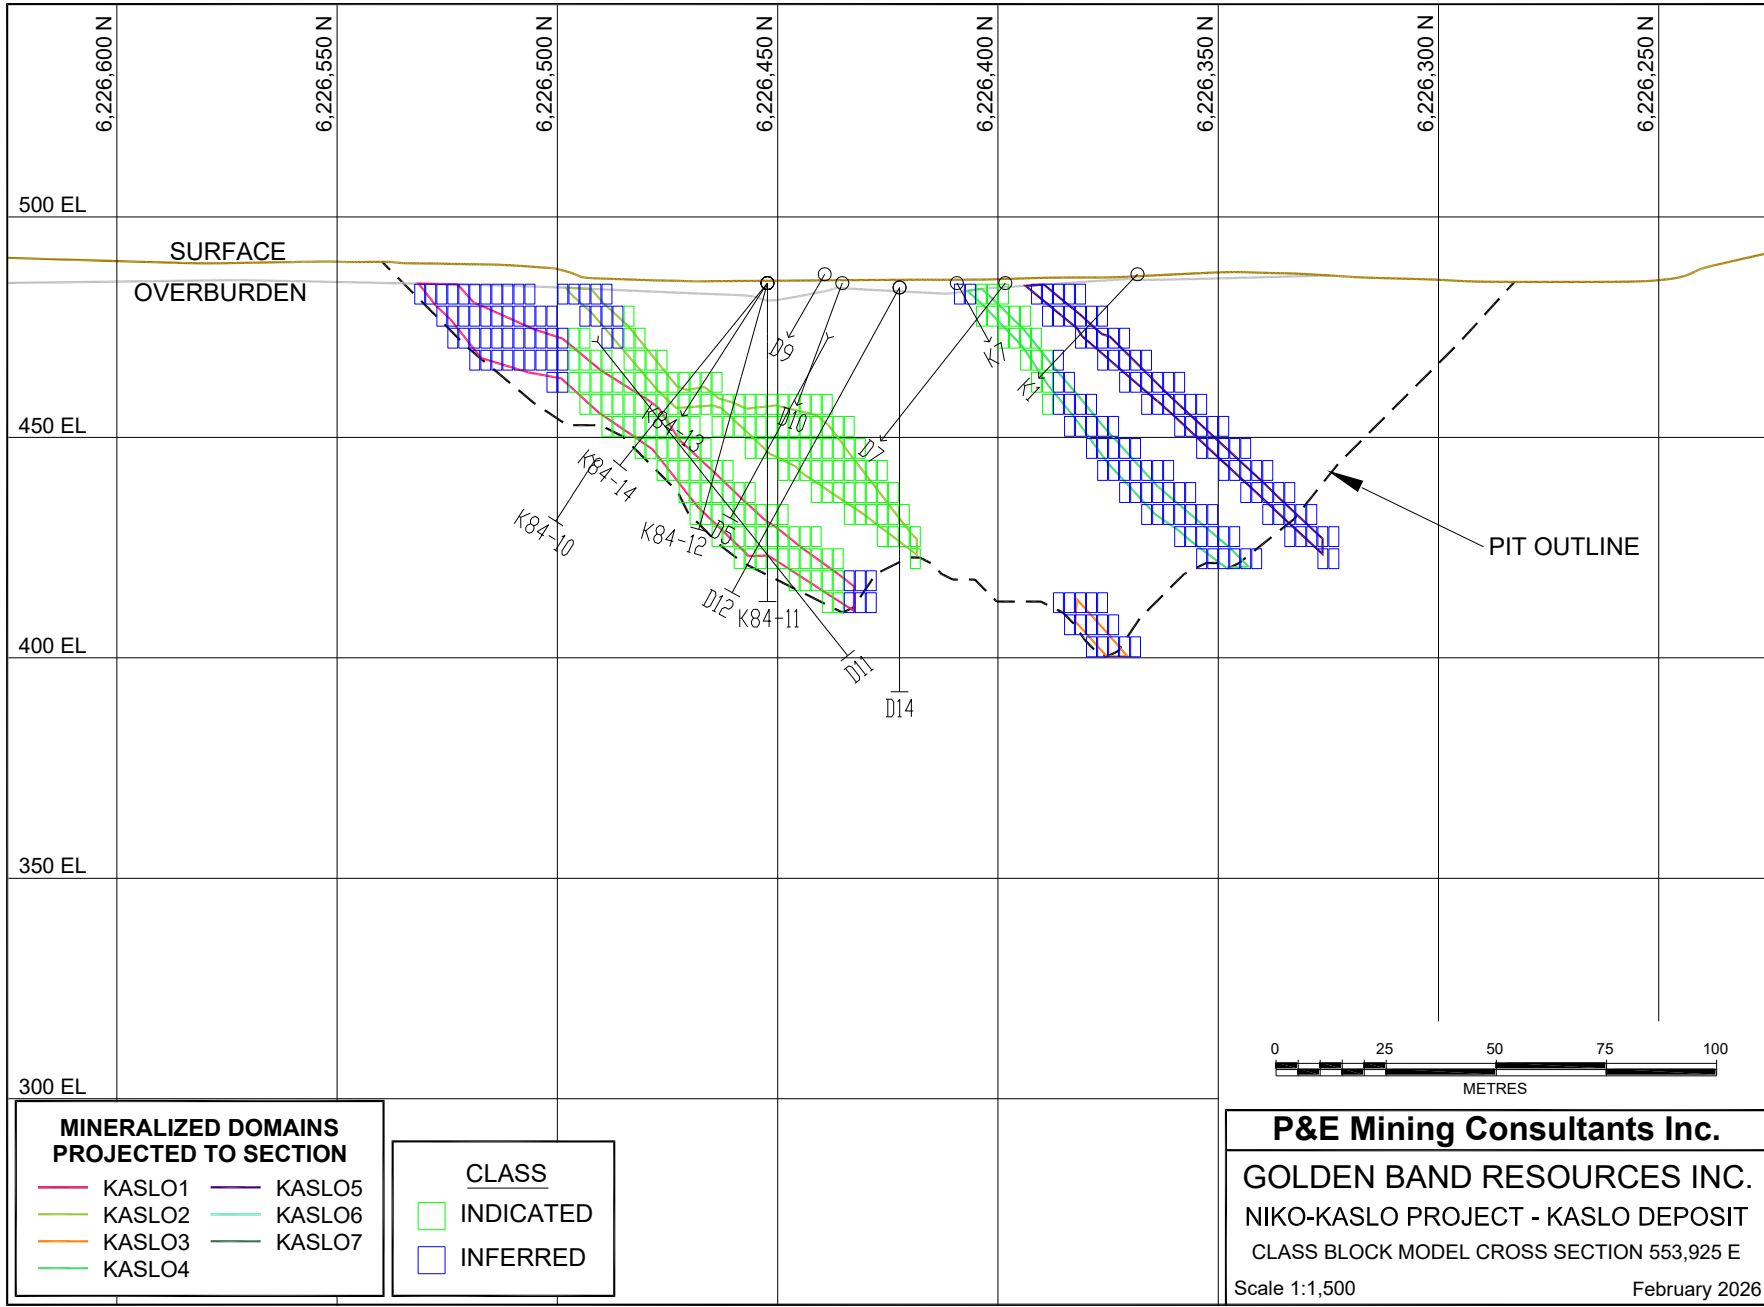 6,226,600 N
6,226,550 N
6,226,500 N
6,226,450 N
6,226,400 N
6,226,350 N
6,226,300 N
6,226,250 N
500 EL
SURFACE
OVERBURDEN
D9
K7
K1
K84-13
D10
D7
450 EL
K84-14
K84-10
K84-12
D5
PIT OUTLINE
D12
K84-11
D11
400 EL
D14
350 EL
300 EL
0 25 50 75 100
METRES
MINERALIZED DOMAINS
PROJECTED TO SECTION
KASLO1 KASLO5
KASLO2 KASLO6
KASLO3 KASLO7
KASLO4
CLASS
INDICATED
INFERRED
P&E Mining Consultants Inc.
GOLDEN BAND RESOURCES INC.
NIKO-KASLO PROJECT - KASLO DEPOSIT
CLASS BLOCK MODEL CROSS SECTION 553,925 E
Scale 1:1,500 February 2026